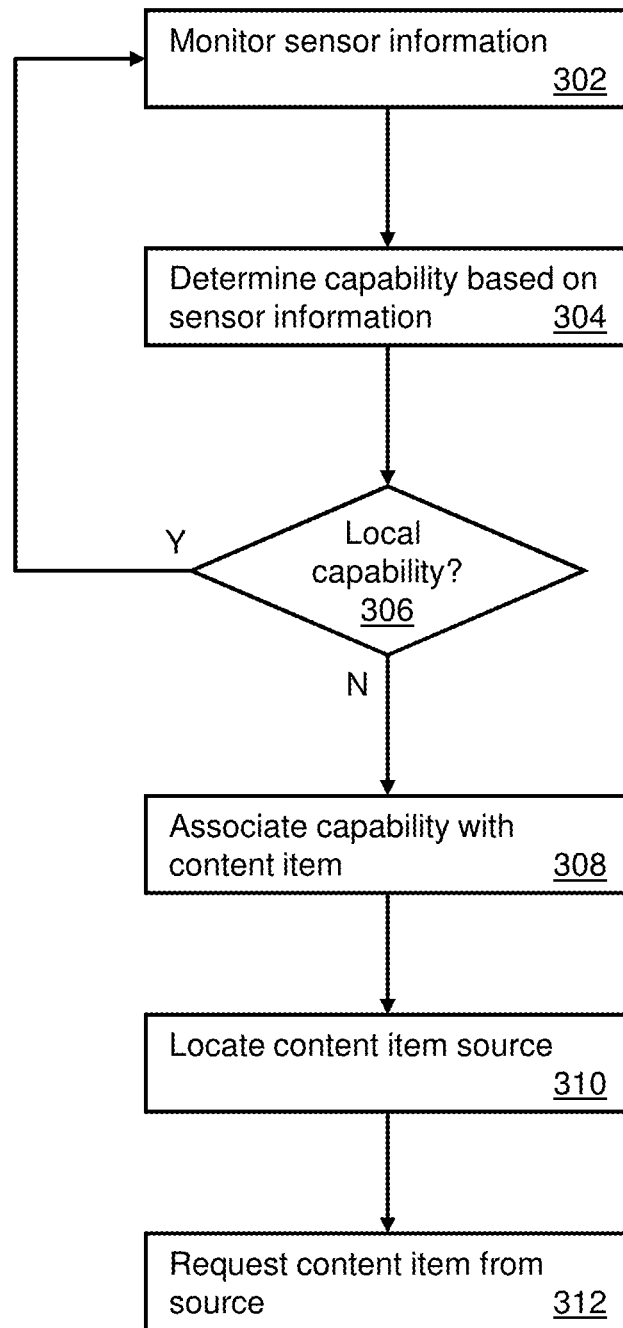 Monitor sensor information
302
Determine capability based on
sensor information 304
Y
Local
capability?
306
N
Associate capability with
content item 308
Locate content item source
310
Request content item from
source 312